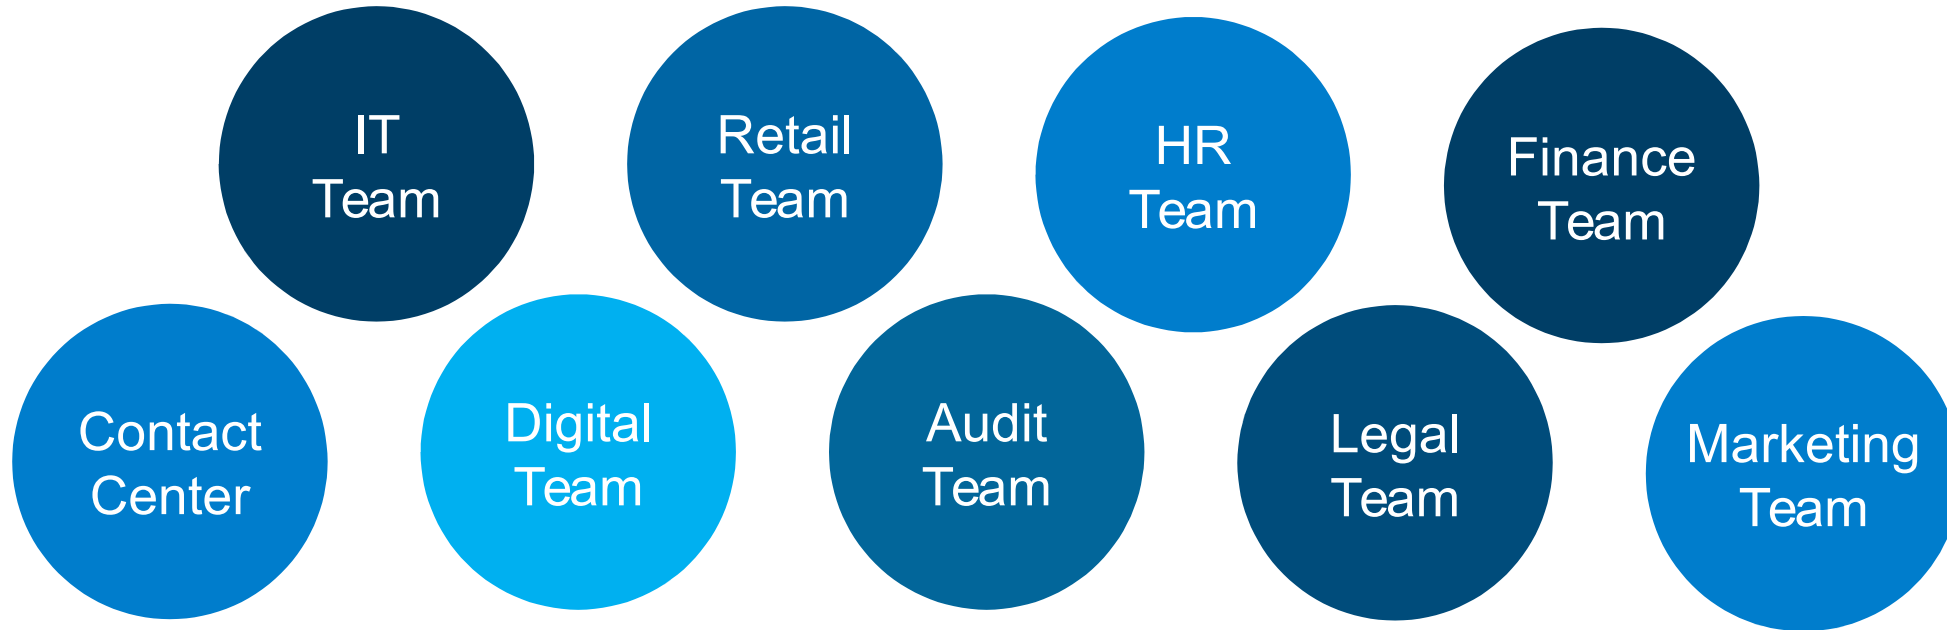 IT
Team
Retail
Team
HR
Team
Finance
Team
Contact
Center
Digital
Team
Audit
Team
Legal
Team
Marketing
Team